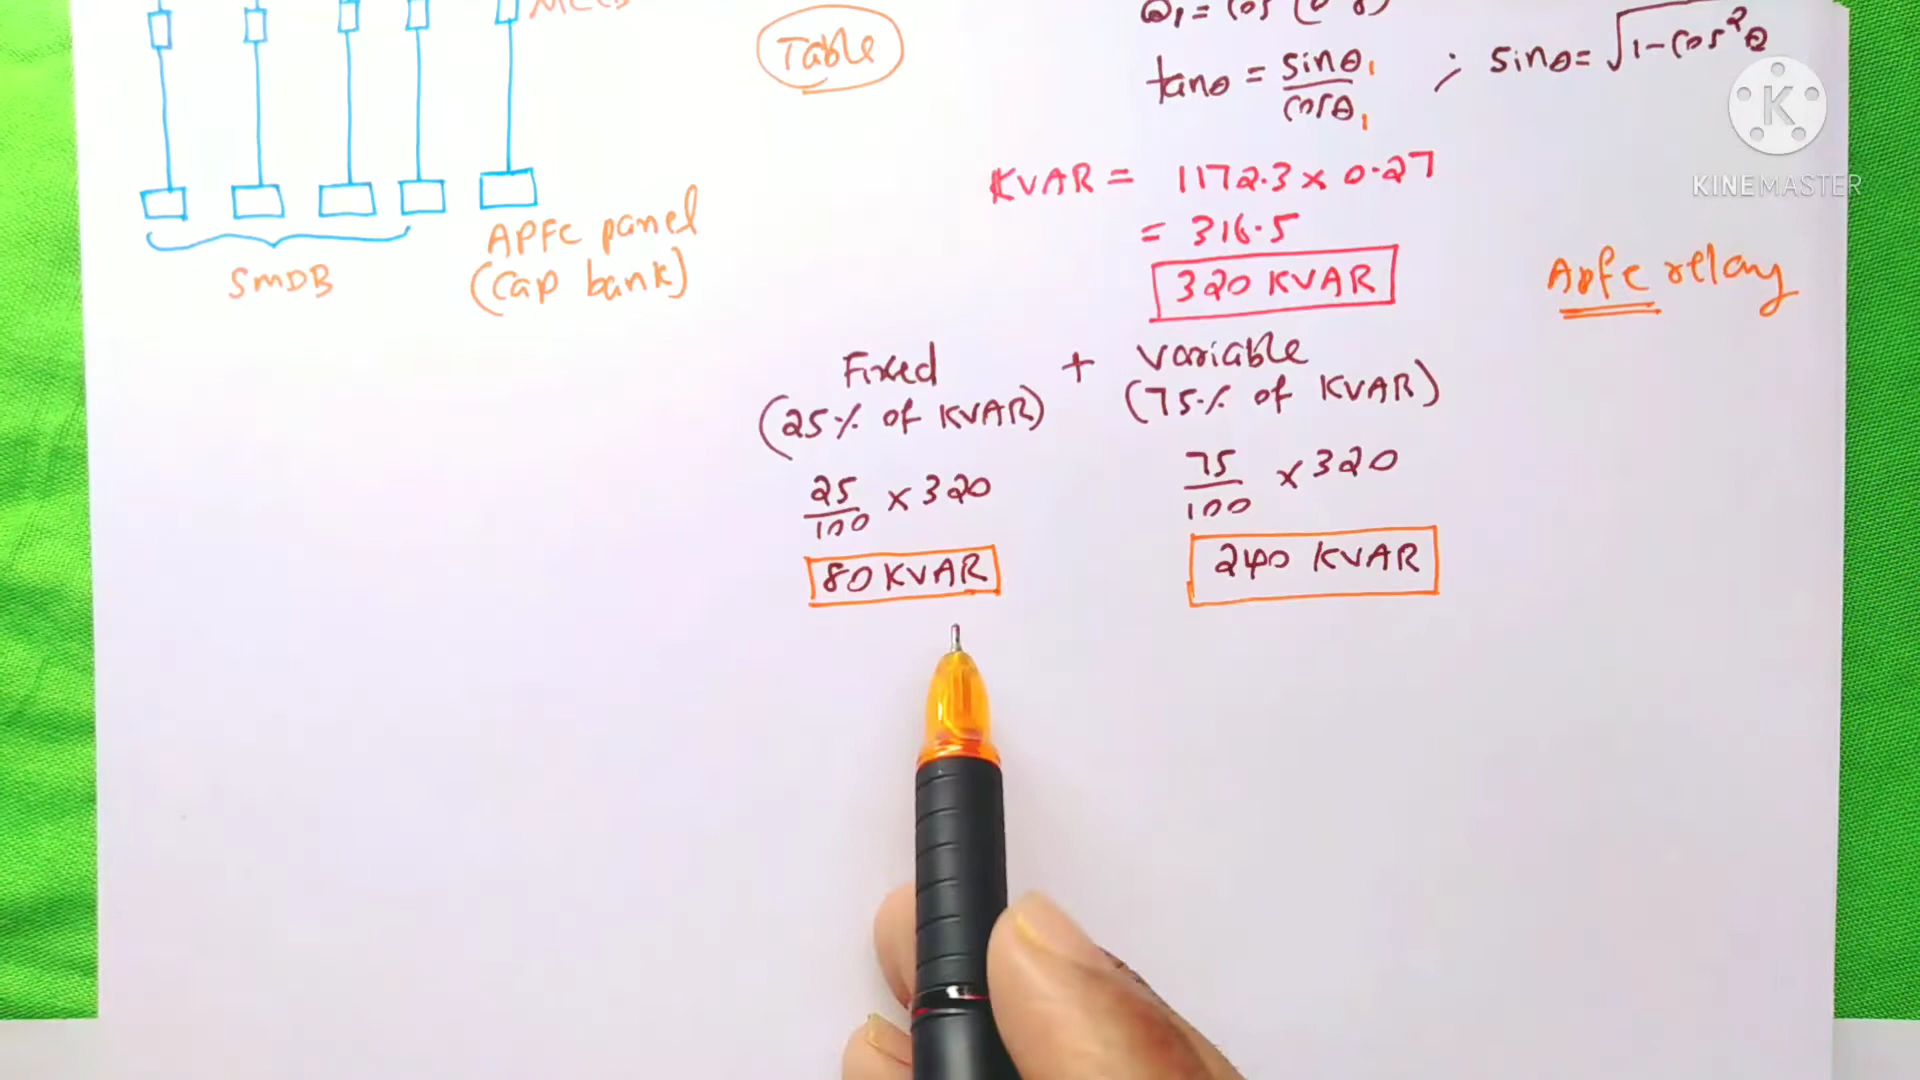 Table
tanθ = sinθ1 / cosθ1 ; sinθ = √1-cos²θ
KVAR = 1172.3 x 0.27
= 316.5
320 KVAR
SMDB
APFC panel
(cap bank)
APFC relay
Fixed + Variable
(25% of KVAR) (75% of KVAR)
25/100 x 320
75/100 x 320
80 KVAR
240 KVAR
K
KINEMASTER